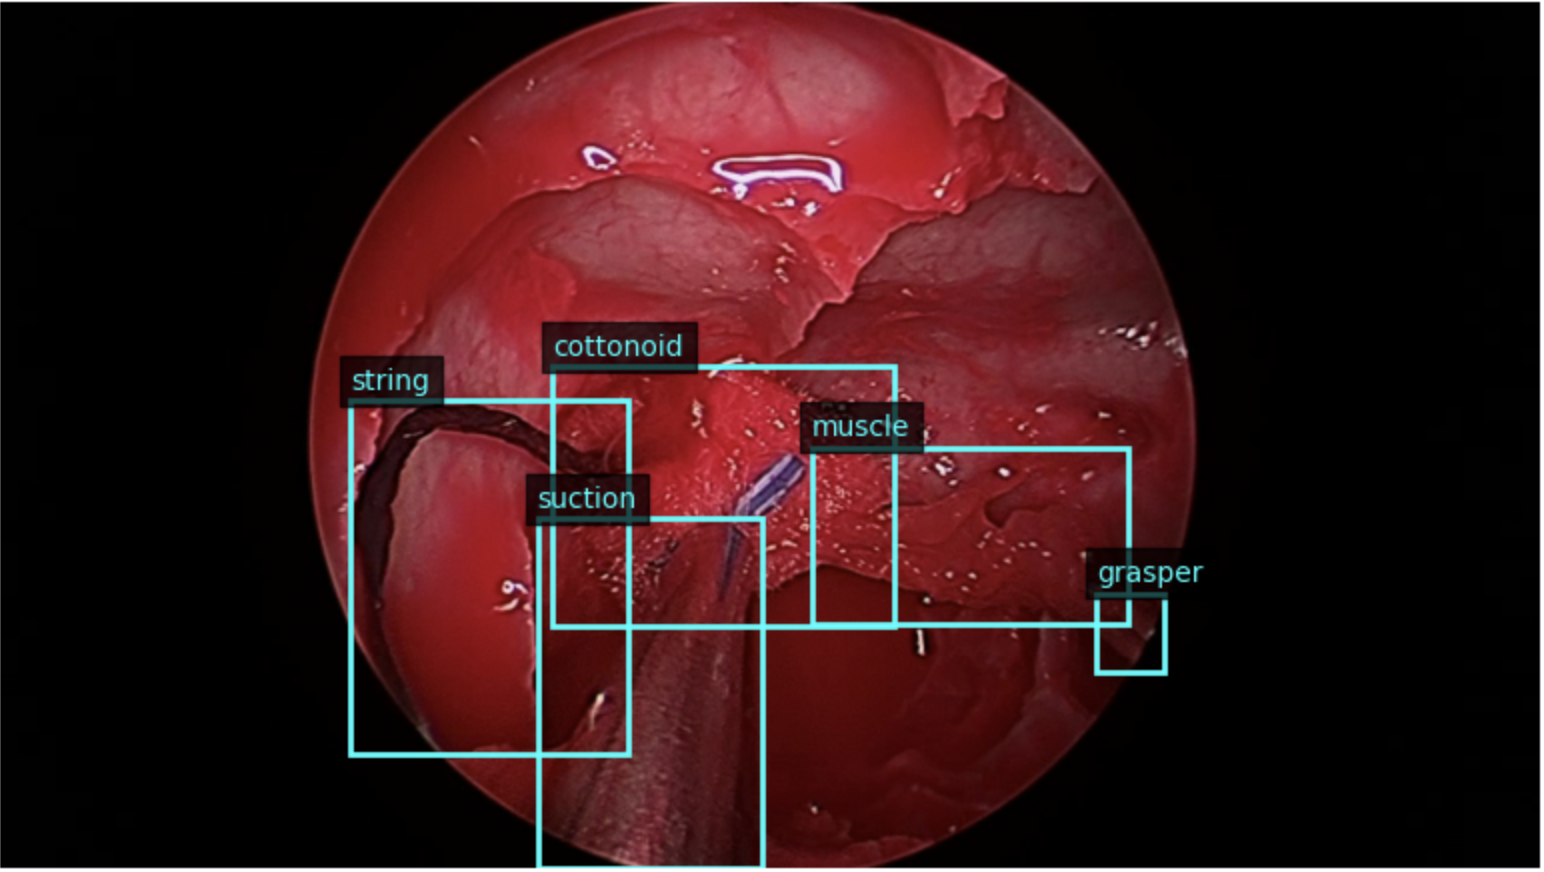 cottonoid
string
muscle
suction
grasper